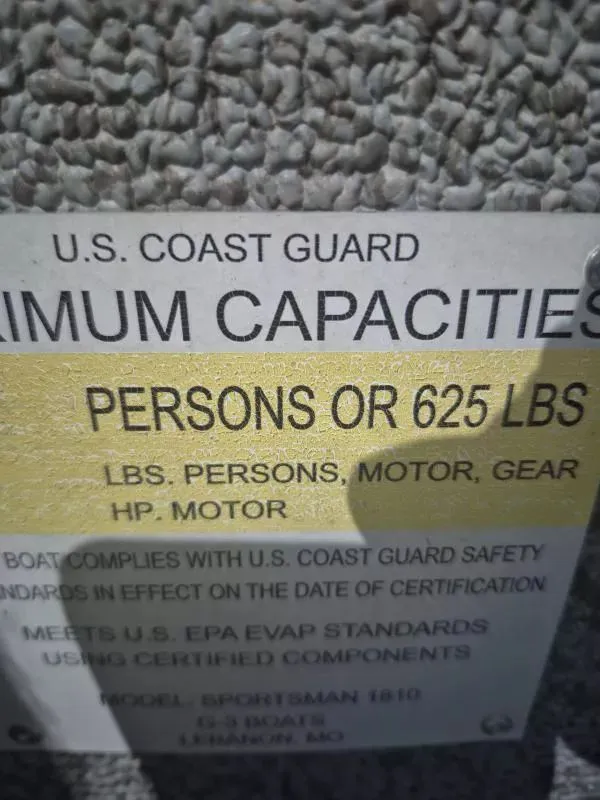 U.S. COAST GUARD
IMUM CAPACITIES
PERSONS OR 625 LBS
LBS. PERSONS, MOTOR, GEAR
HP. MOTOR
BOAT COMPLIES WITH U.S. COAST GUARD SAFETY
NDARDS IN EFFECT ON THE DATE OF CERTIFICATION
MEETS U.S. EPA EVAP STANDARDS
USING CERTIFIED COMPONENTS
MODEL: SPORTSMAN 1810
G-3 BOATS
LEBANON, MO